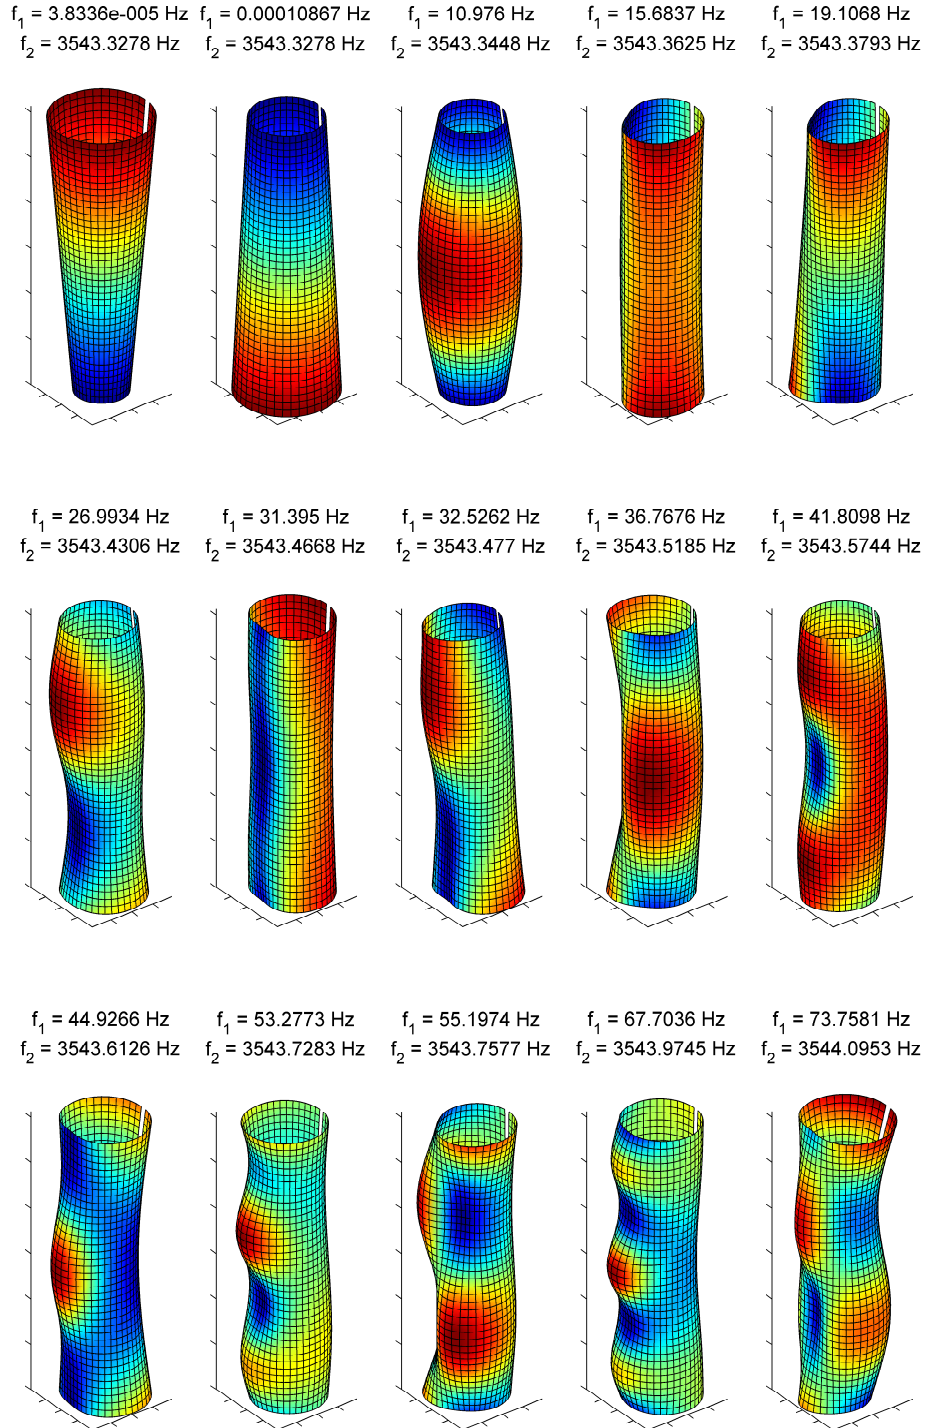 f1 = 3.8336e-005 Hz
f2 = 3543.3278 Hz
f1 = 0.00010867 Hz
f2 = 3543.3278 Hz
f1 = 10.976 Hz
f2 = 3543.3448 Hz
f1 = 15.6837 Hz
f2 = 3543.3625 Hz
f1 = 19.1068 Hz
f2 = 3543.3793 Hz
f1 = 26.9934 Hz
f2 = 3543.4306 Hz
f1 = 31.395 Hz
f2 = 3543.4668 Hz
f1 = 32.5262 Hz
f2 = 3543.477 Hz
f1 = 36.7676 Hz
f2 = 3543.5185 Hz
f1 = 41.8098 Hz
f2 = 3543.5744 Hz
f1 = 44.9266 Hz
f2 = 3543.6126 Hz
f1 = 53.2773 Hz
f2 = 3543.7283 Hz
f1 = 55.1974 Hz
f2 = 3543.7577 Hz
f1 = 67.7036 Hz
f2 = 3543.9745 Hz
f1 = 73.7581 Hz
f2 = 3544.0953 Hz